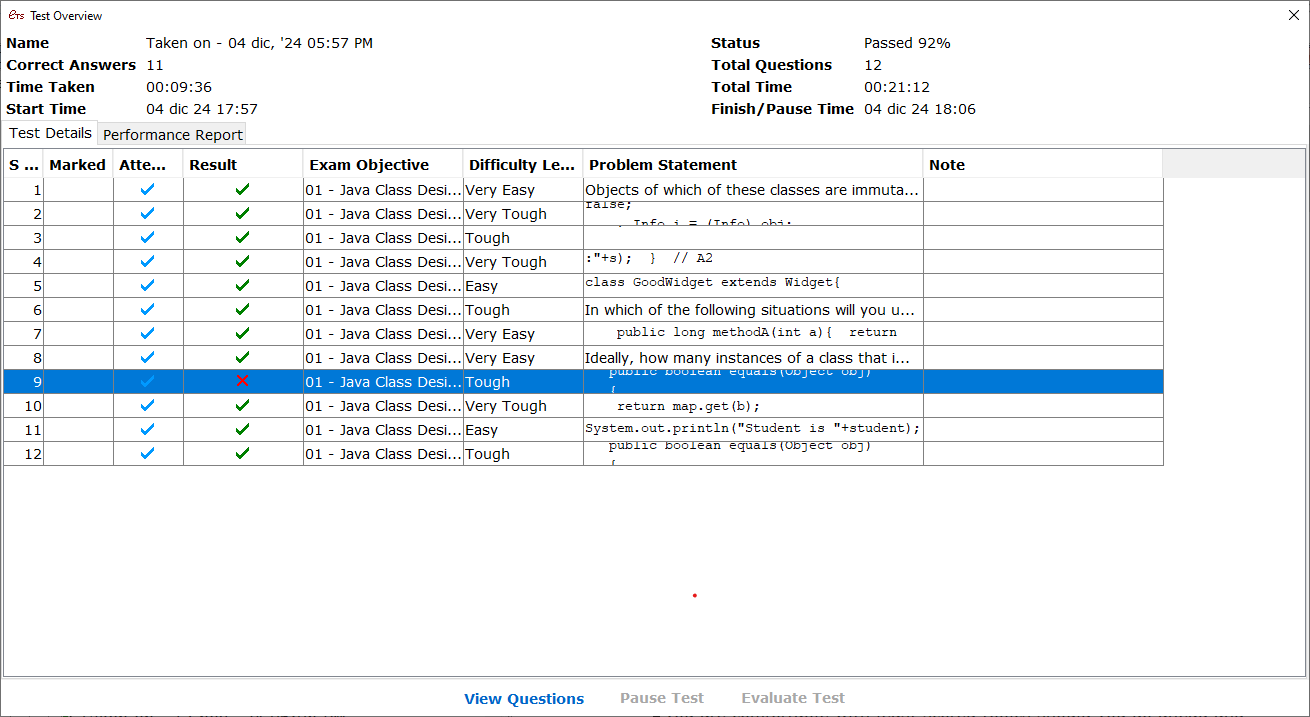 ETS Test Overview
Name Taken on - 04 dic, '24 05:57 PM Status Passed 92%
Correct Answers 11 Total Questions 12
Time Taken 00:09:36 Total Time 00:21:12
Start Time 04 dic 24 17:57 Finish/Pause Time 04 dic 24 18:06
Test Details Performance Report
S ... Marked Atte... Result Exam Objective Difficulty Le... Problem Statement Note
1 01 - Java Class Desi... Very Easy Objects of which of these classes are immuta...
2 01 - Java Class Desi... Very Tough false;
Info i = (Info) obj;
3 01 - Java Class Desi... Tough
4 01 - Java Class Desi... Very Tough :"+s); } // A2
5 01 - Java Class Desi... Easy class GoodWidget extends Widget{
6 01 - Java Class Desi... Tough In which of the following situations will you u...
7 01 - Java Class Desi... Very Easy public long methodA(int a){ return
8 01 - Java Class Desi... Very Easy Ideally, how many instances of a class that i...
9 01 - Java Class Desi... Tough public boolean equals(Object obj)
{
10 01 - Java Class Desi... Very Tough return map.get(b);
11 01 - Java Class Desi... Easy System.out.println("Student is "+student);
12 01 - Java Class Desi... Tough public boolean equals(Object obj)
{
View Questions Pause Test Evaluate Test